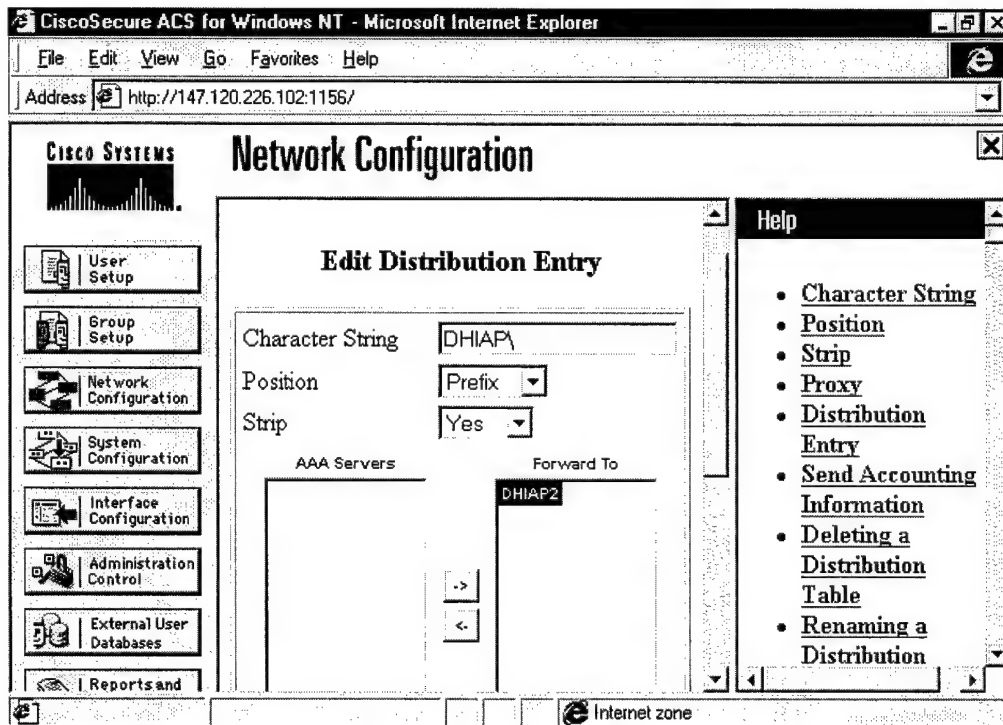 CiscoSecure ACS for Windows NT - Microsoft Internet Explorer
File Edit View Go Favorites Help
Address http://147.120.226.102:1156/
CISCO SYSTEMS
Network Configuration
User
Setup
Group
Setup
Network
Configuration
System
Configuration
Interface
Configuration
Administration
Control
External User
Databases
Reports and
Edit Distribution Entry
Character String DHIAP\
Position Prefix
Strip Yes
AAA Servers Forward To
DHIAP2
->
<-
Help
Character String
Position
Strip
Proxy
Distribution
Entry
Send Accounting
Information
Deleting a
Distribution
Table
Renaming a
Distribution
Internet zone